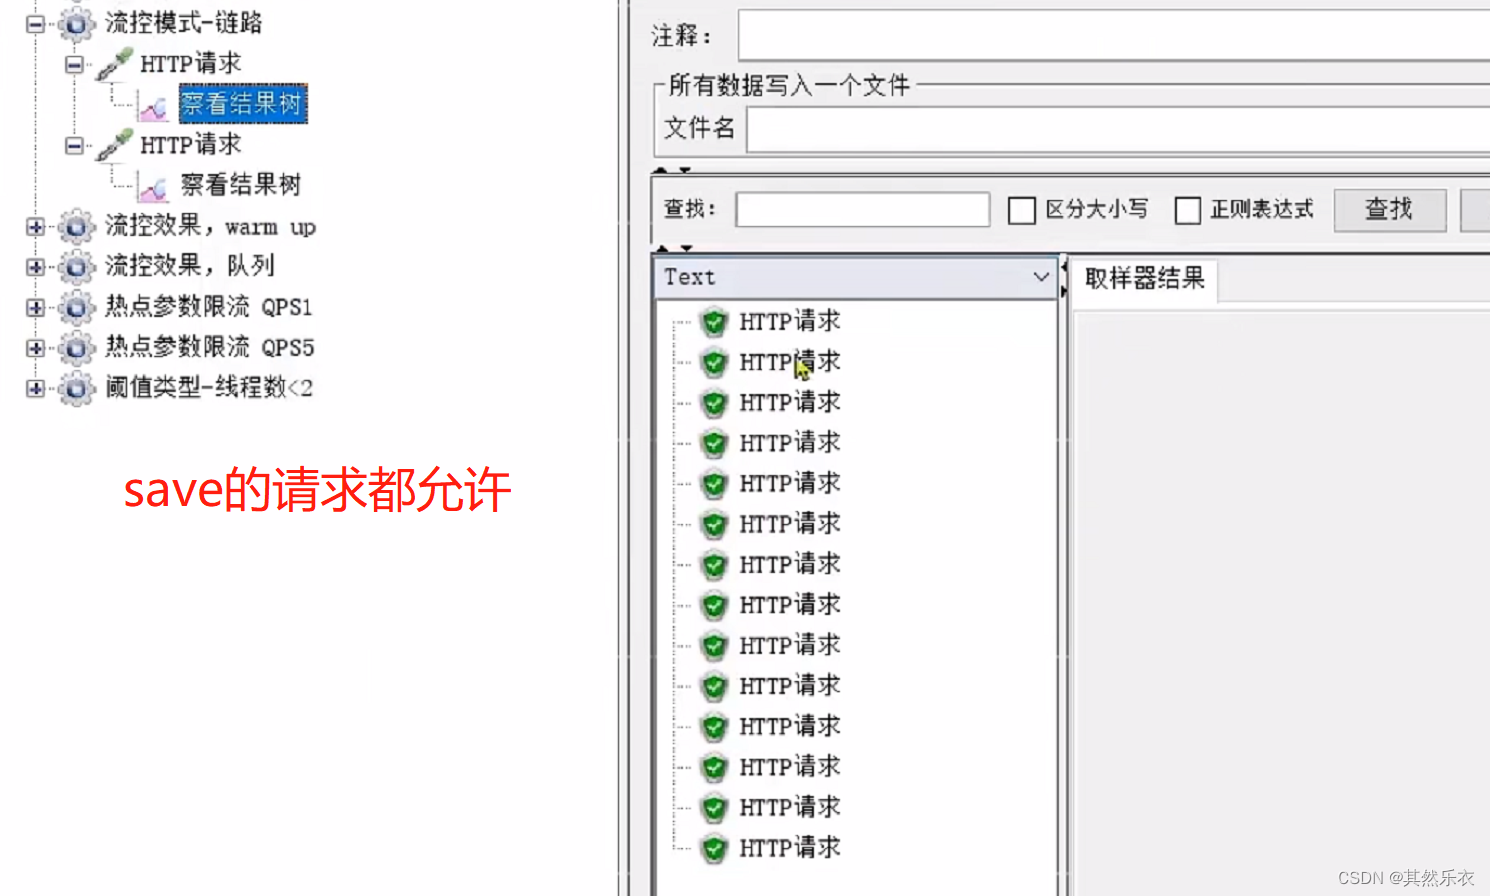 流控模式-链路
HTTP请求
察看结果树
HTTP请求
察看结果树
流控效果, warm up
流控效果, 队列
热点参数限流 QPS1
热点参数限流 QPS5
阈值类型-线程数<2
save的请求都允许
注释:
所有数据写入一个文件
文件名
查找:
区分大小写
正则表达式
查找
Text
取样器结果
HTTP请求
HTTP请求
HTTP请求
HTTP请求
HTTP请求
HTTP请求
HTTP请求
HTTP请求
HTTP请求
HTTP请求
HTTP请求
HTTP请求
HTTP请求
HTTP请求
CSDN @其然乐衣